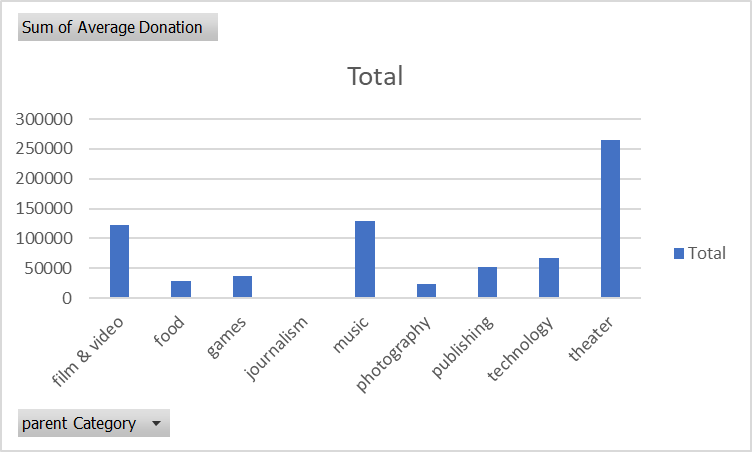 Sum of Average Donation
Total
300000
250000
200000
150000
100000
50000
0
film & video
food
games
journalism
music
photography
publishing
technology
theater
Total
parent Category